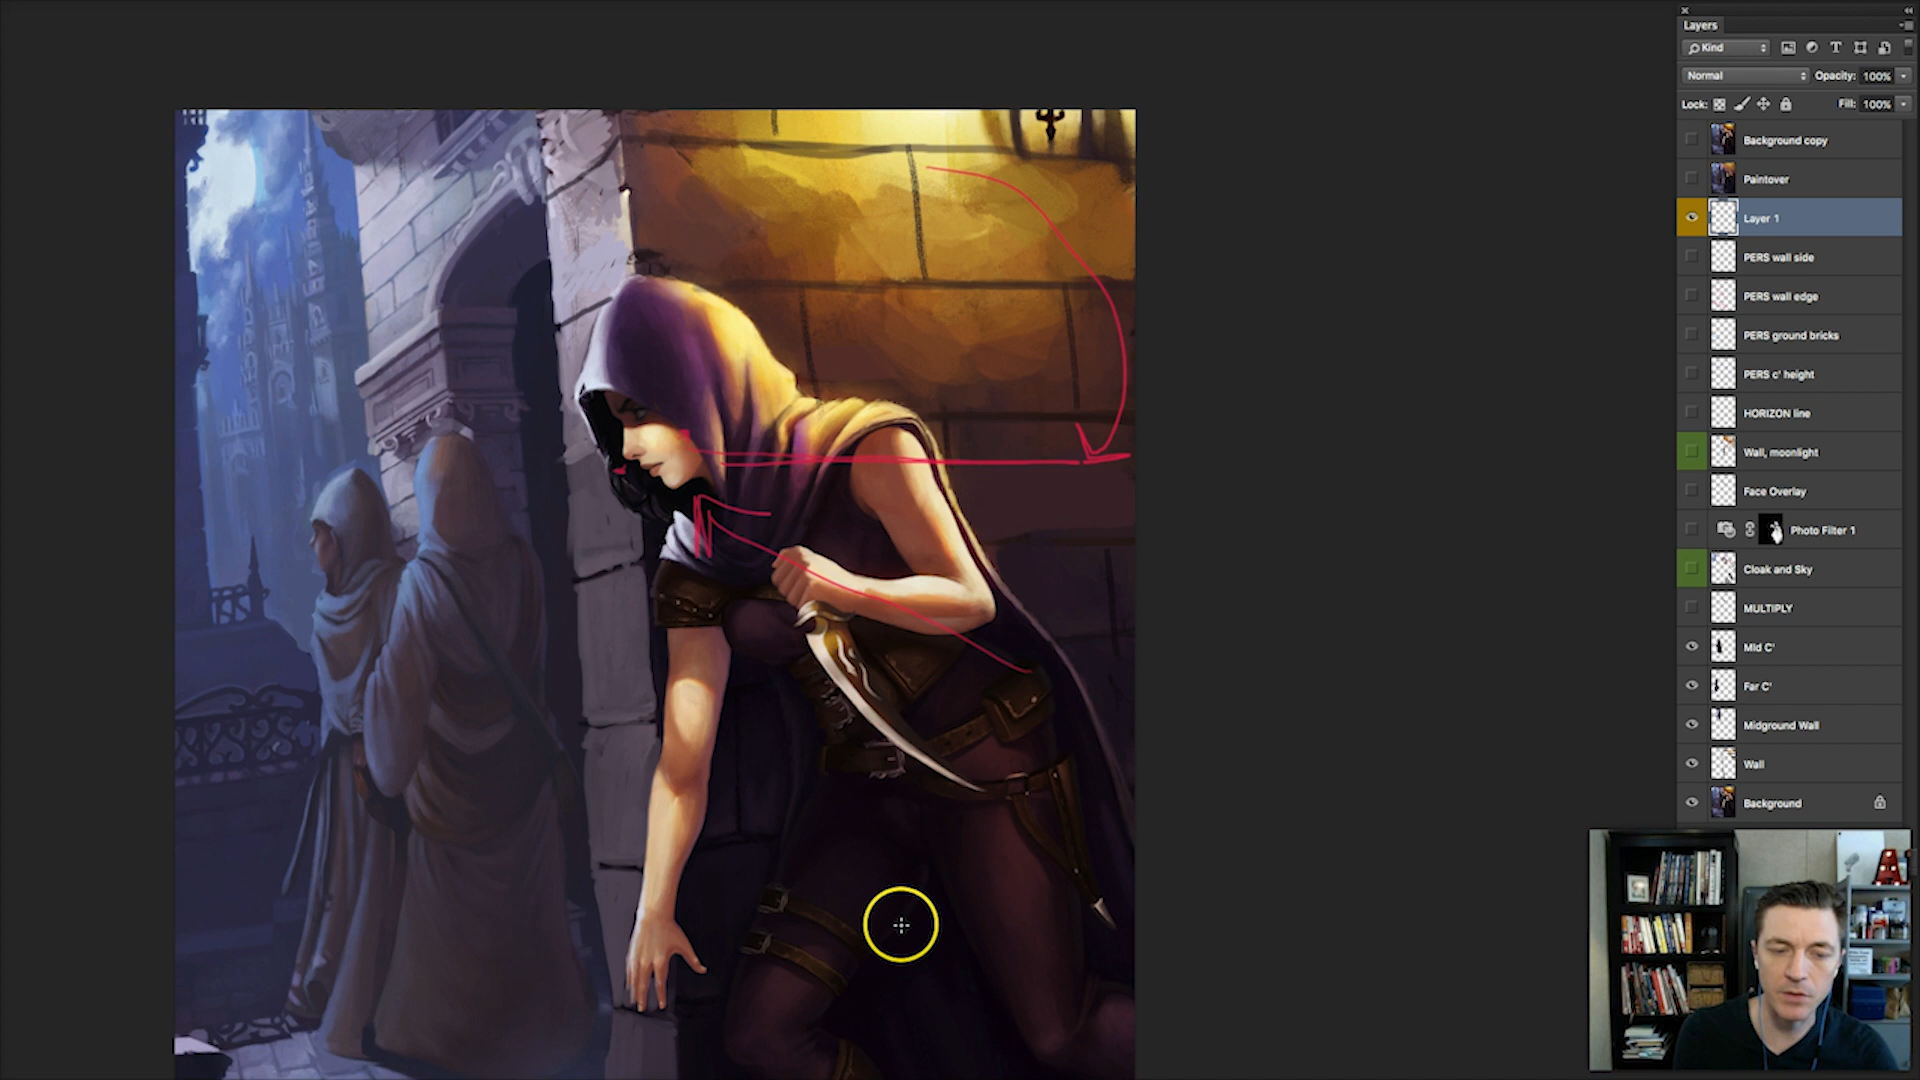 Layers
Kind
Normal Opacity: 100%
Lock: Fill: 100%
Background copy
Paintover
Layer 1
PERS wall side
PERS wall edge
PERS ground bricks
PERS c' height
HORIZON line
Wall, moonlight
Face Overlay
Photo Filter 1
Cloak and Sky
MULTIPLY
Mid C'
Far C'
Midground Wall
Wall
Background